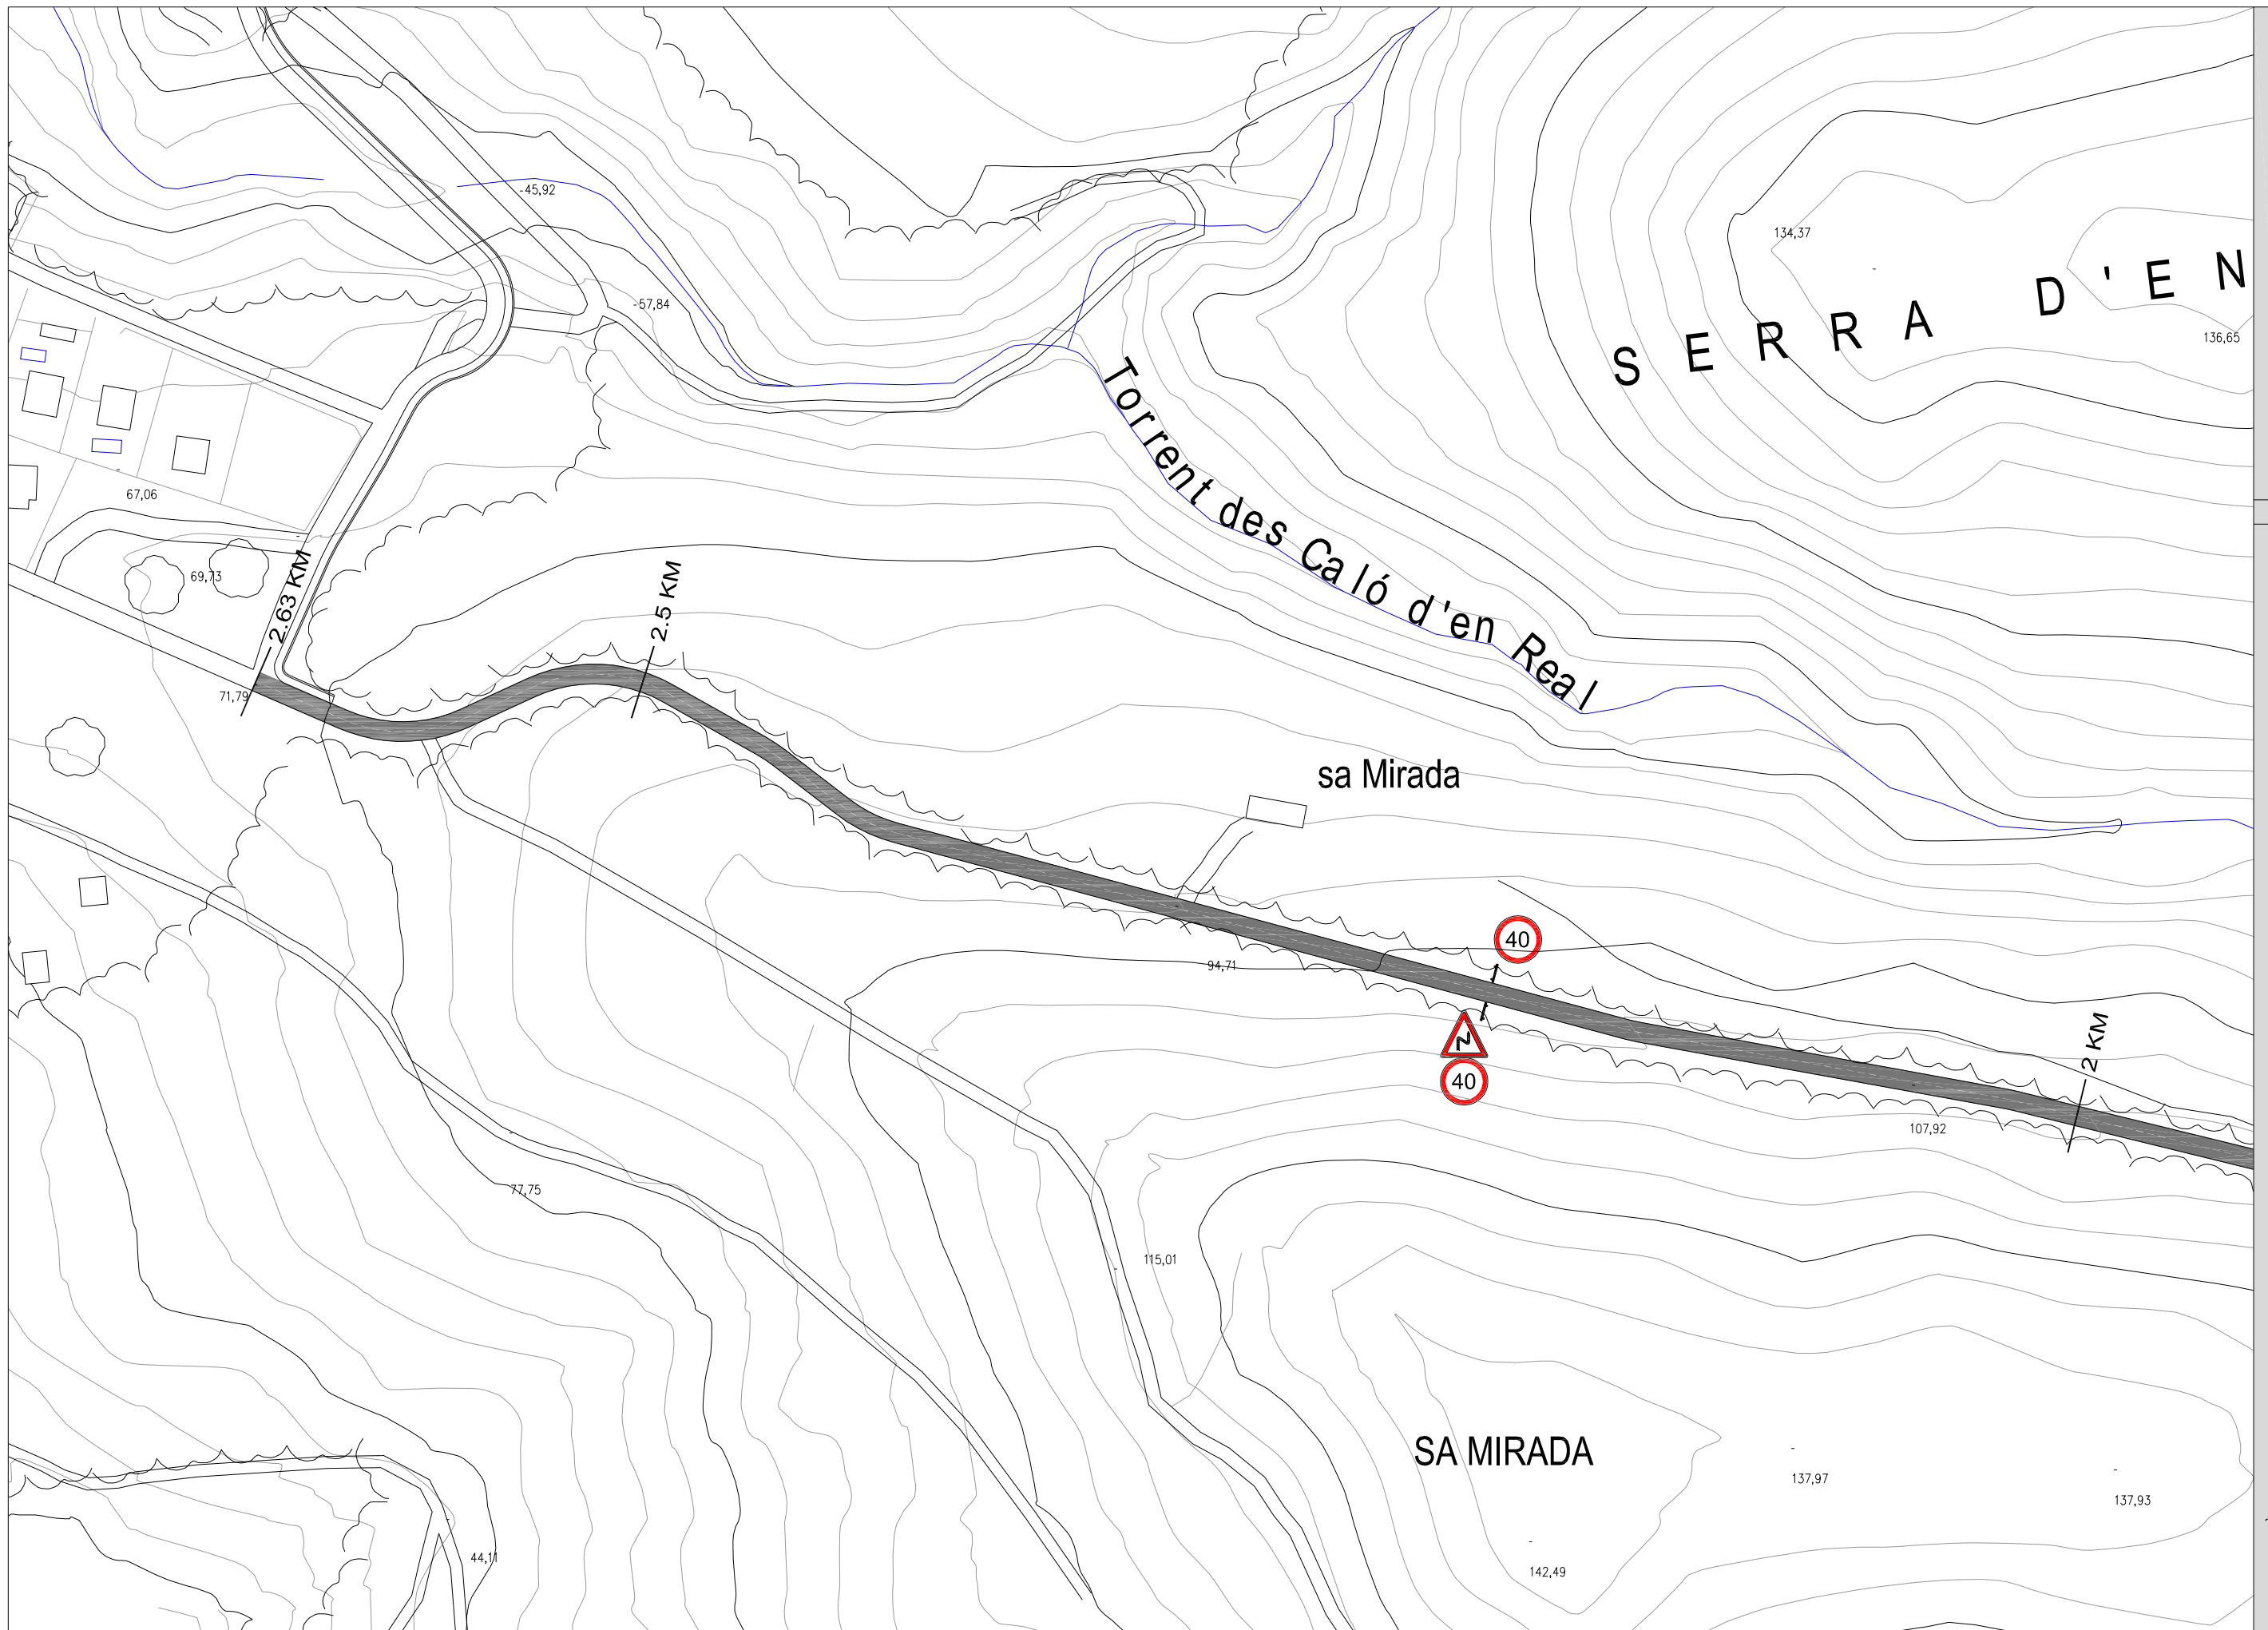 -45,92
134,37
SERRA D'EN
-57,84
136,65
Torrent des Caló d'en Real
67,06
69,73
2.63 KM
2.5 KM
71,79
sa Mirada
40
94,71
40
2 KM
107,92
77,75
115,01
SA MIRADA
137,97
137,93
44,11
142,49